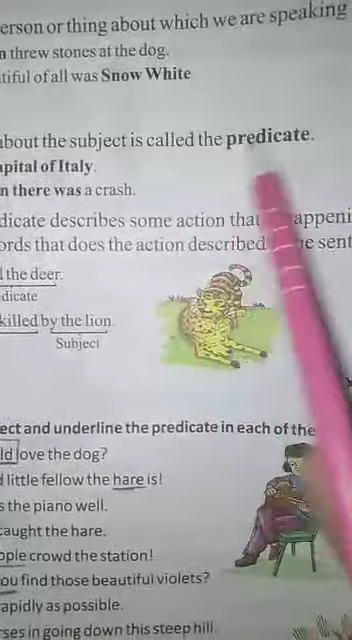 erson or thing about which we are speaking
n threw stones at the dog.
tiful of all was Snow White
about the subject is called the predicate.
apital of Italy.
n there was a crash.
dicate describes some action that appeni
ords that does the action described e sent
the deer.
dicate
killed by the lion.
Subject
ect and underline the predicate in each of the
ld love the dog?
little fellow the hare is!
s the piano well.
caught the hare.
ople crowd the station!
ou find those beautiful violets?
apidly as possible.
rses in going down this steep hill.